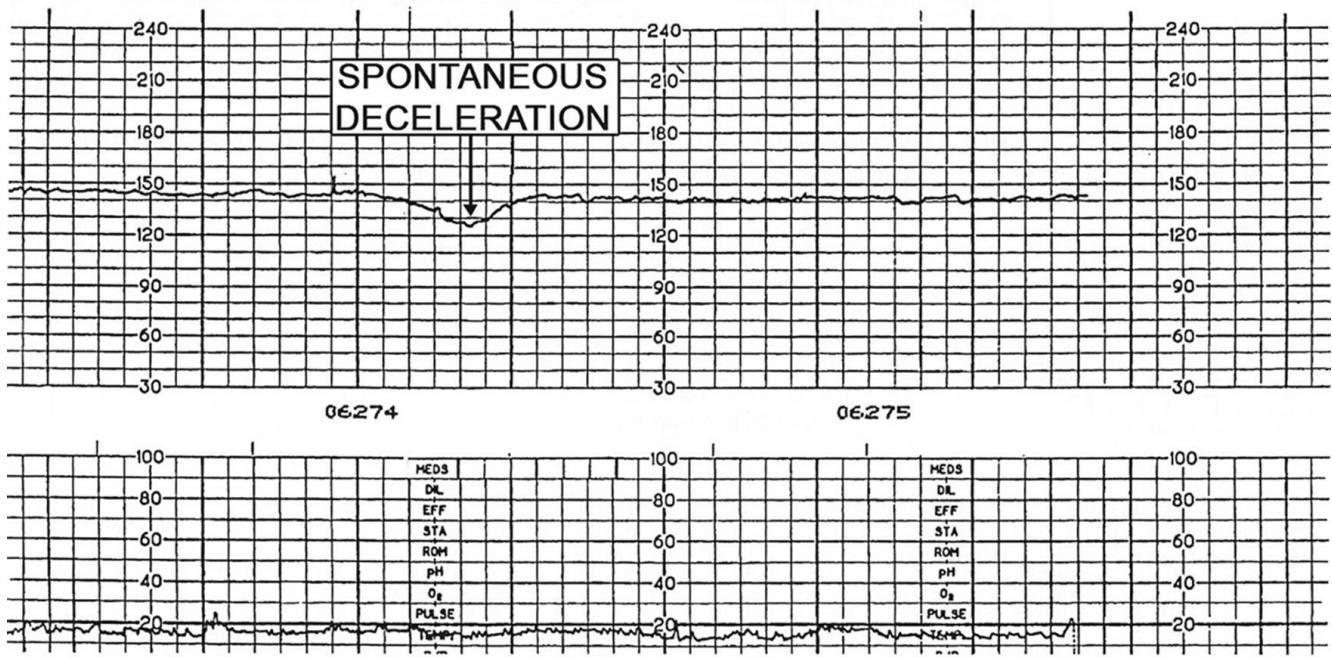 240 240 240
SPONTANEOUS
210 210 210
DECELERATION
180 180 180
150 150 150
120 120 120
90 90 90
60 60 60
30 30 30
06274 06275
100 MEDS 100 MEDS 100
DIL DIL
80 80 80
EFF EFF
STA STA
60 60 60
ROM ROM
pH pH
40 40 40
O₂ O₂
PULSE PULSE
20 20 20
TEMP TEMP